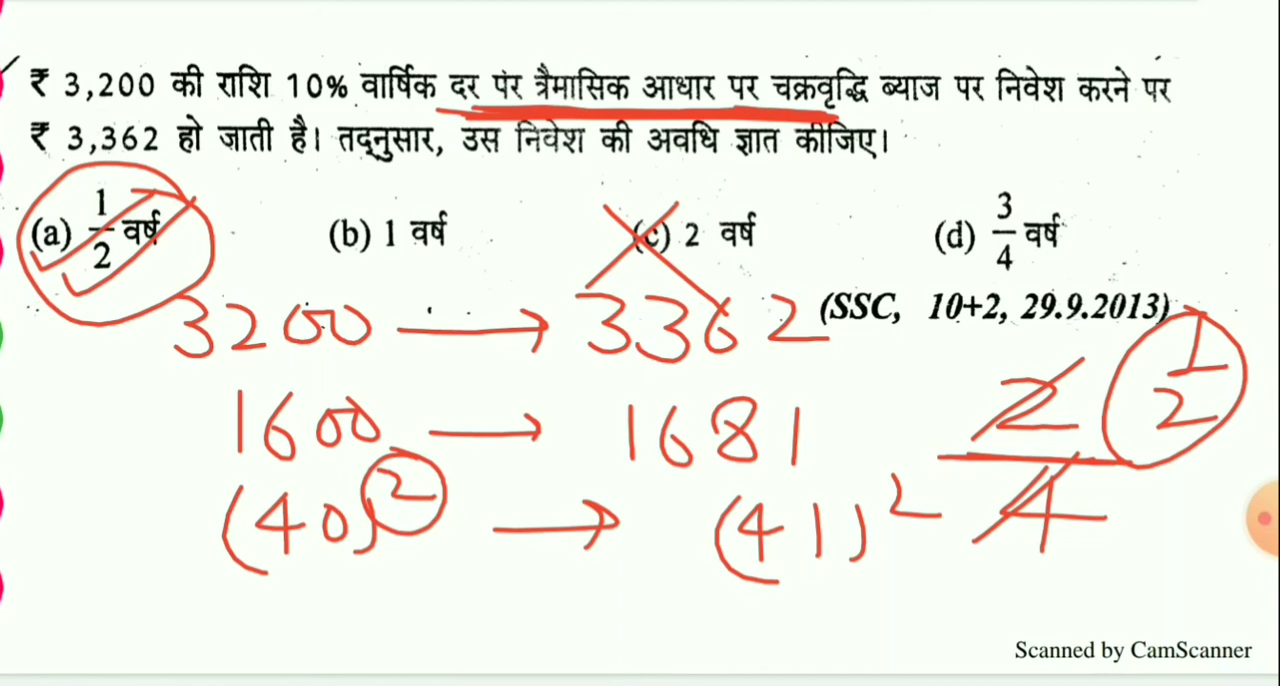 ₹ 3,200 की राशि 10% वार्षिक दर पर त्रैमासिक आधार पर चक्रवृद्धि ब्याज पर निवेश करने पर
₹ 3,362 हो जाती है। तद्नुसार, उस निवेश की अवधि ज्ञात कीजिए।
(a) 1/2 वर्ष (b) 1 वर्ष (c) 2 वर्ष (d) 3/4 वर्ष
(SSC, 10+2, 29.9.2013)
3200 → 3362
1600 → 1681 2/4 1/2
(40)² → (41)²
Scanned by CamScanner